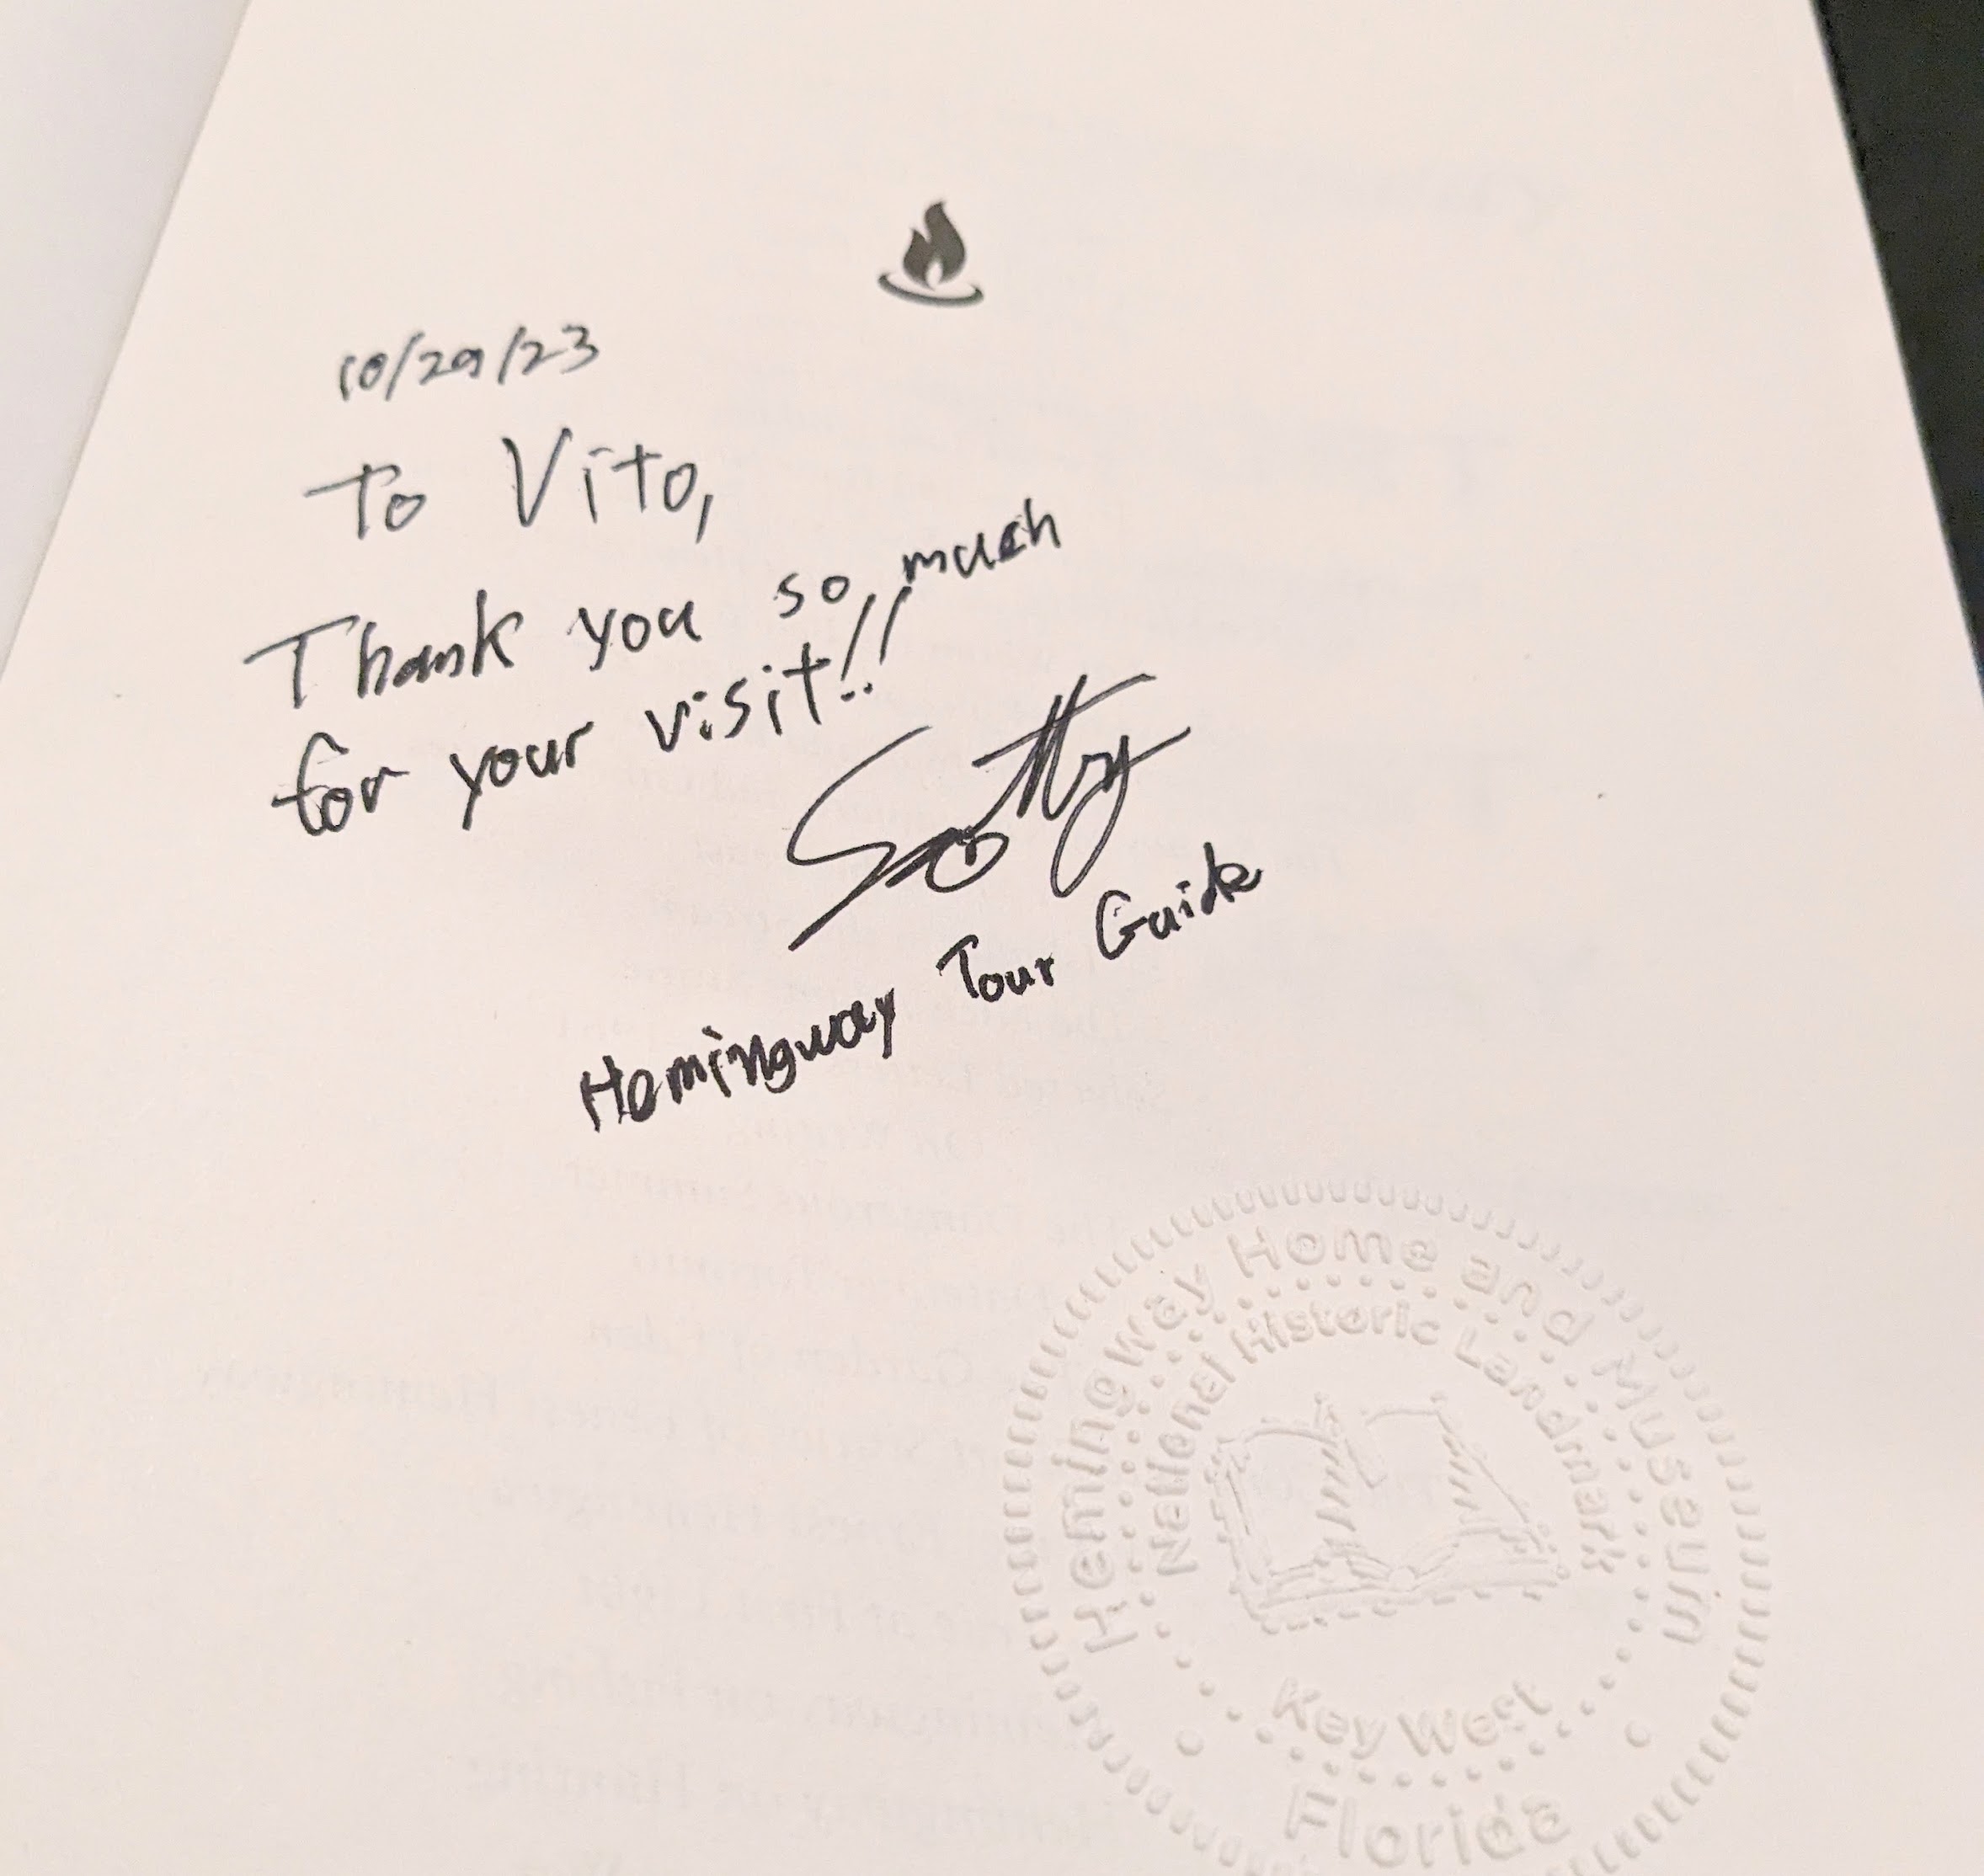 10/29/23
To Vito,
Thank you so much
for your visit!!
Hemingway Tour Guide
Hemingway Home and Museum
National Historic Landmark
Key West
Florida